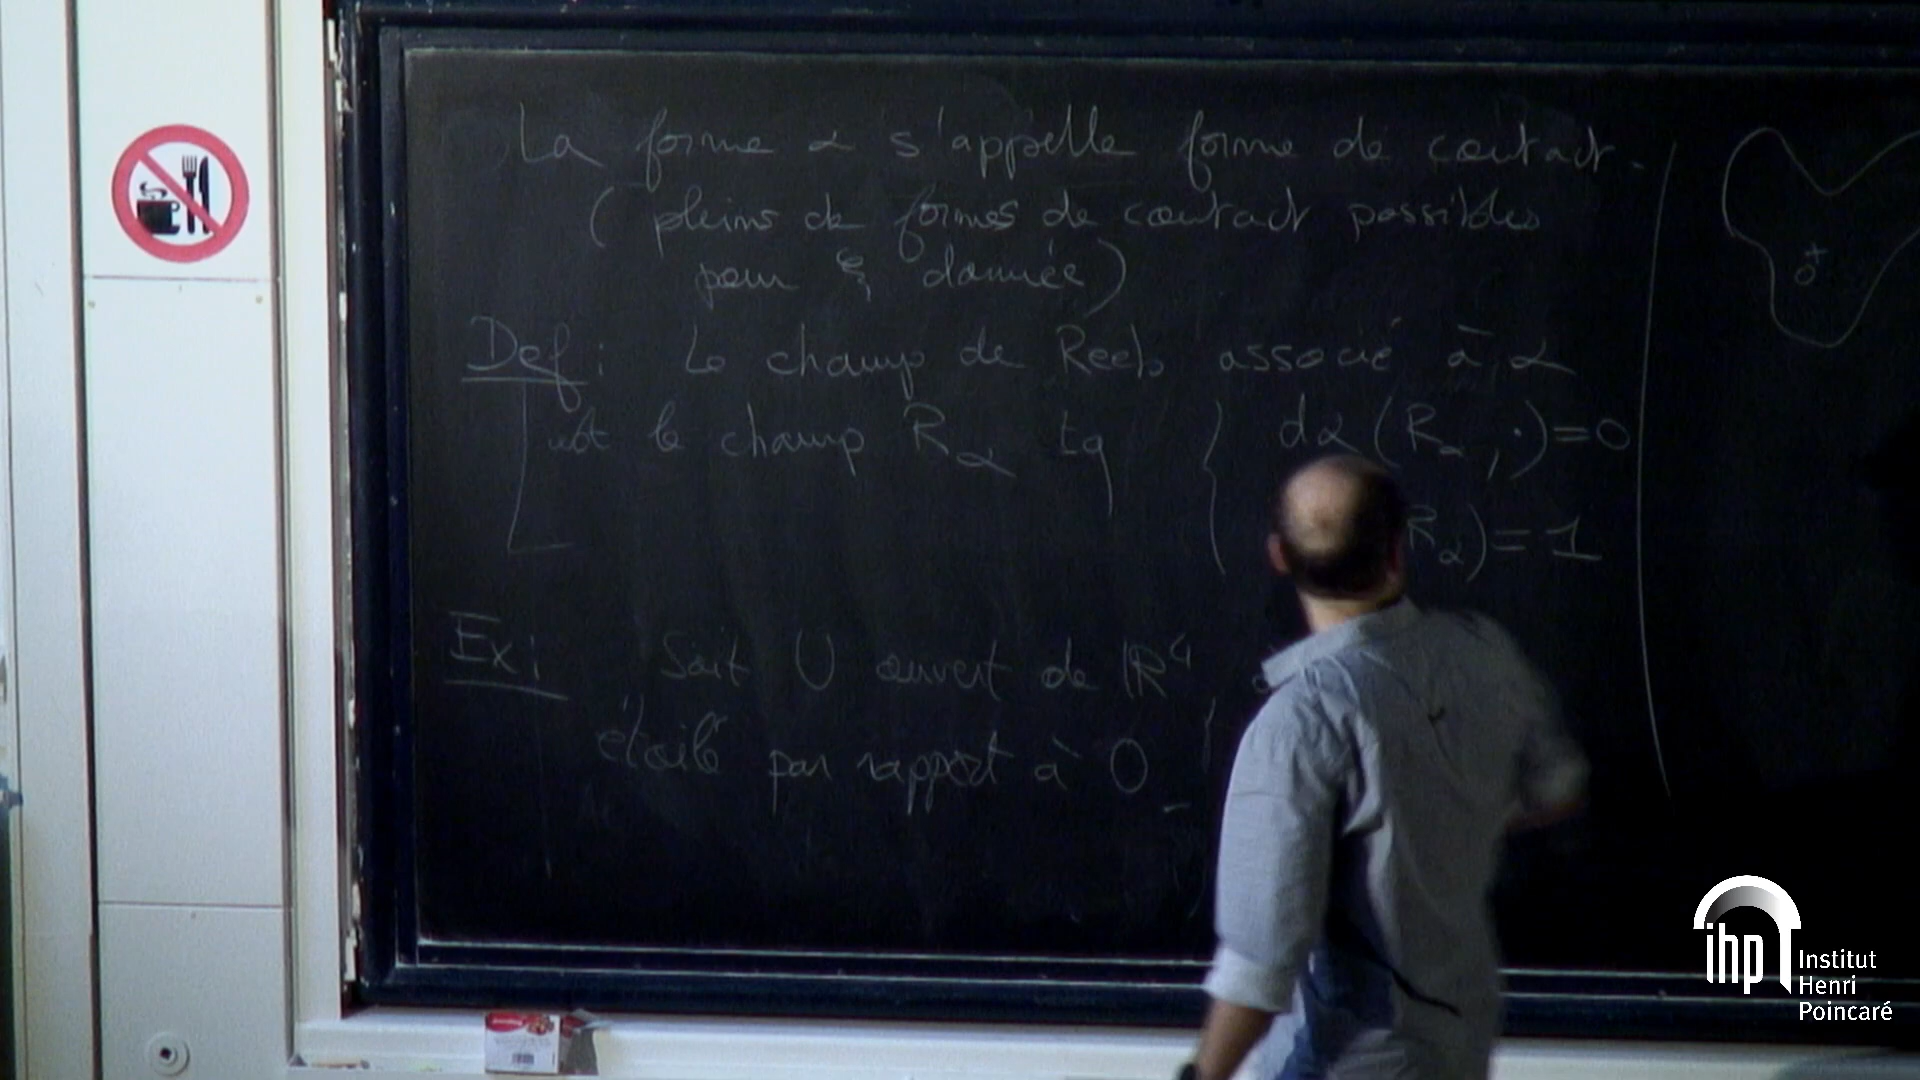 La forme α s'appelle forme de contact.
(pleins de formes de contact possibles
pour ξ donnée)
Def: Le champ de Reeb associé à α
est le champ Rα tq { dα(Rα, ·)=0
Rα)=1
Ex: Soit U ouvert de ℝ⁴
étoilé par rapport à O
0
ihp Institut
Henri
Poincaré